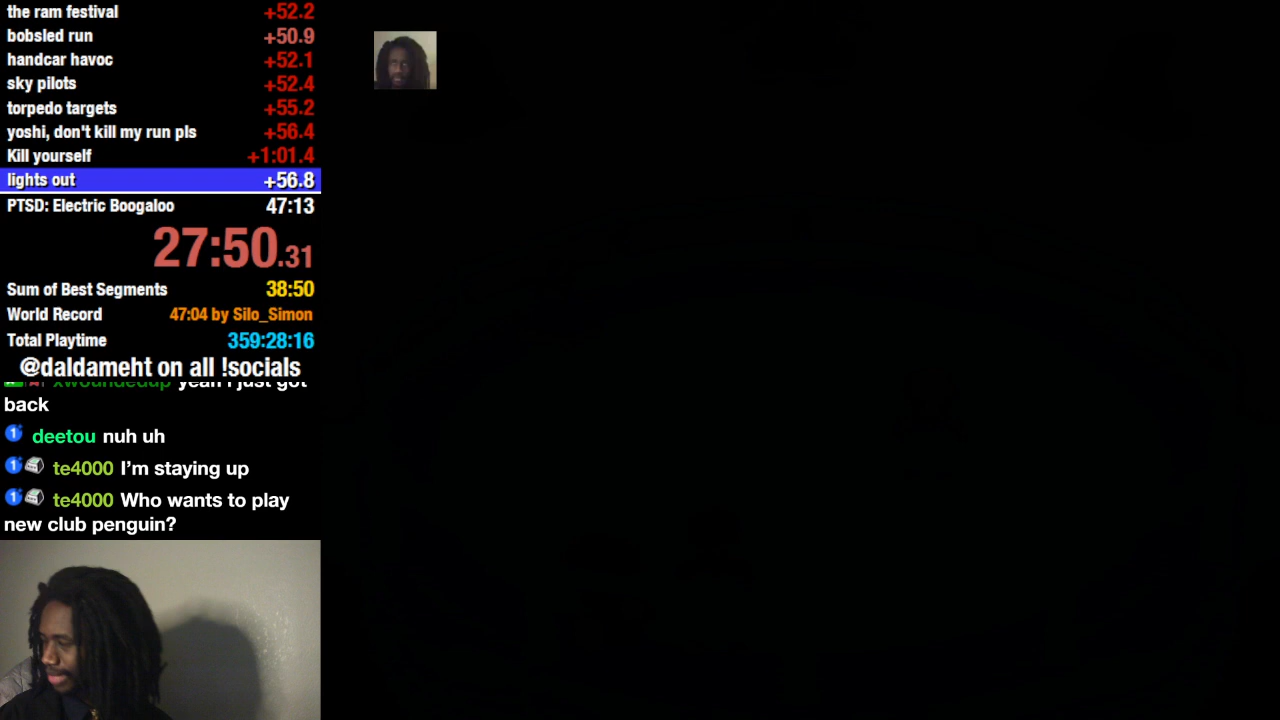 the ram festival +52.2
bobsled run +50.9
handcar havoc +52.1
sky pilots +52.4
torpedo targets +55.2
yoshi, don't kill my run pls +56.4
Kill yourself +1:01.4
lights out +56.8
PTSD: Electric Boogaloo 47:13
27:50.31
Sum of Best Segments 38:50
World Record 47:04 by Silo_Simon
Total Playtime 359:28:16
@daldameht on all !socials
xwoundedup yeah I just got
back
deetou nuh uh
te4000 I’m staying up
te4000 Who wants to play
new club penguin?